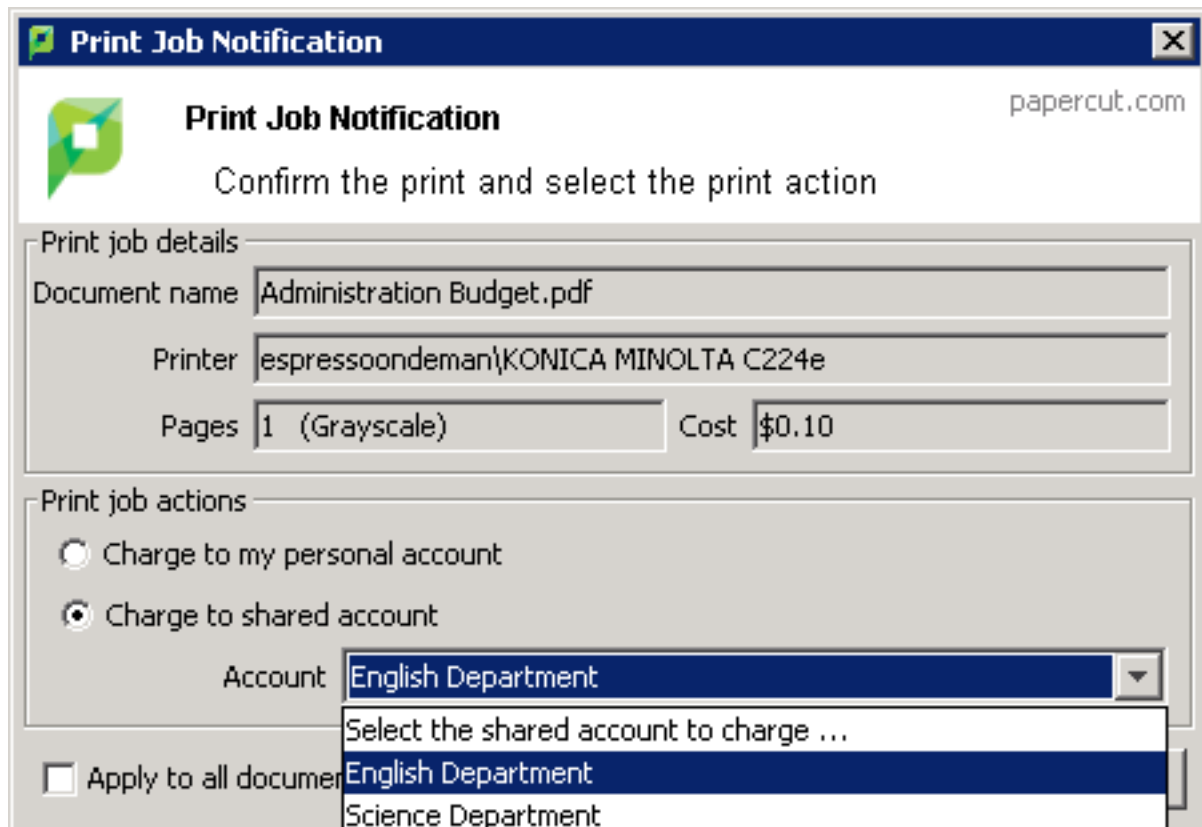 Print Job Notification
Print Job Notification
papercut.com
Confirm the print and select the print action
Print job details
Document name Administration Budget.pdf
Printer espressoondeman\KONICA MINOLTA C224e
Pages 1 (Grayscale) Cost $0.10
Print job actions
Charge to my personal account
Charge to shared account
Account English Department
Select the shared account to charge ...
Apply to all documen English Department
Science Department